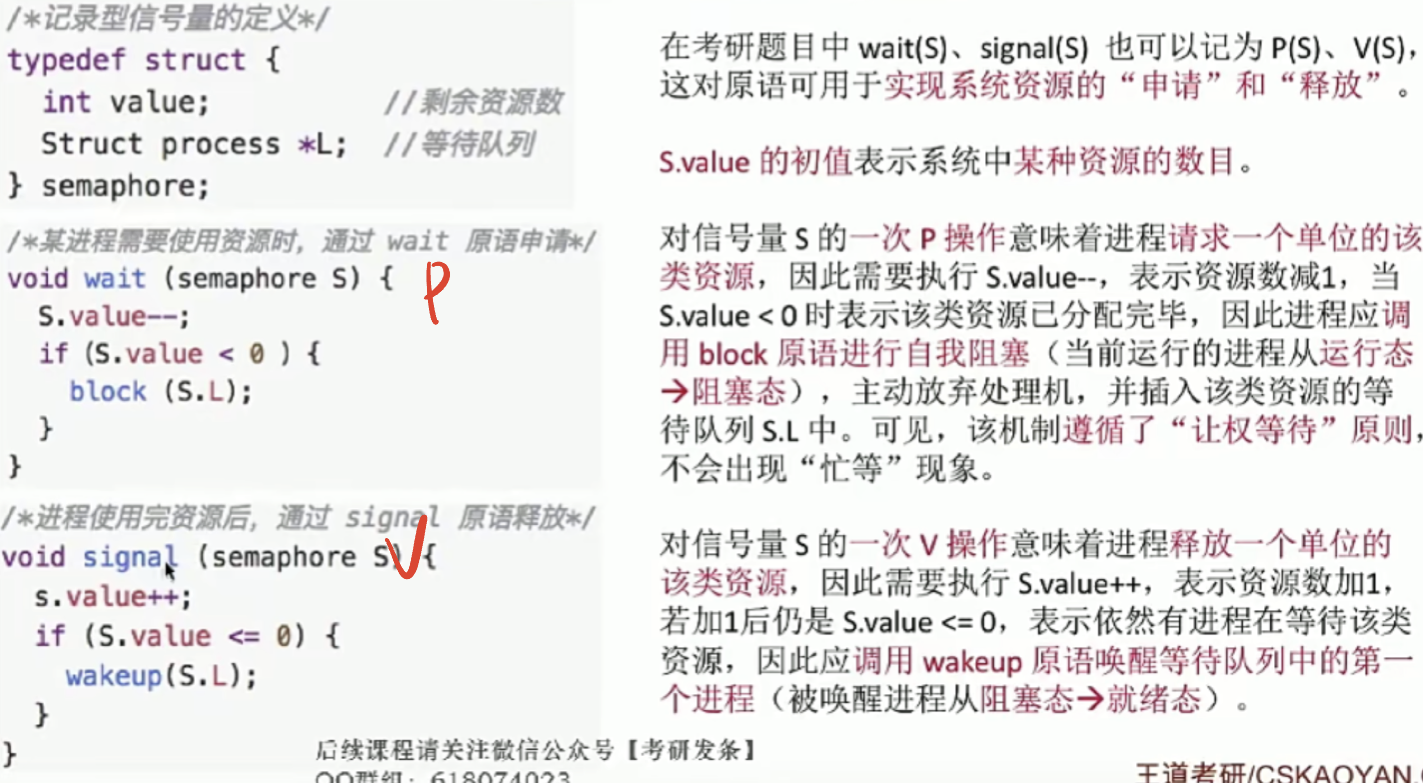 /*记录型信号量的定义*/
typedef struct {
int value; //剩余资源数
Struct process *L; //等待队列
} semaphore;
/*某进程需要使用资源时，通过 wait 原语申请*/
void wait (semaphore S) { P
S.value--;
if (S.value < 0 ) {
block (S.L);
}
}
/*进程使用完资源后，通过 signal 原语释放*/
void signal (semaphore S) { V
s.value++;
if (S.value <= 0) {
wakeup(S.L);
}
}
在考研题目中 wait(S)、signal(S) 也可以记为 P(S)、V(S)，
这对原语可用于实现系统资源的“申请”和“释放”。
S.value 的初值表示系统中某种资源的数目。
对信号量 S 的一次 P 操作意味着进程请求一个单位的该
类资源，因此需要执行 S.value--，表示资源数减1，当
S.value < 0 时表示该类资源已分配完毕，因此进程应调
用 block 原语进行自我阻塞（当前运行的进程从运行态
→阻塞态），主动放弃处理机，并插入该类资源的等
待队列 S.L 中。可见，该机制遵循了“让权等待”原则，
不会出现“忙等”现象。
对信号量 S 的一次 V 操作意味着进程释放一个单位的
该类资源，因此需要执行 S.value++，表示资源数加1，
若加1后仍是 S.value <= 0，表示依然有进程在等待该类
资源，因此应调用 wakeup 原语唤醒等待队列中的第一
个进程（被唤醒进程从阻塞态→就绪态）。
后续课程请关注微信公众号【考研发条】
QQ群组：618074023
王道考研/CSKAOYAN.